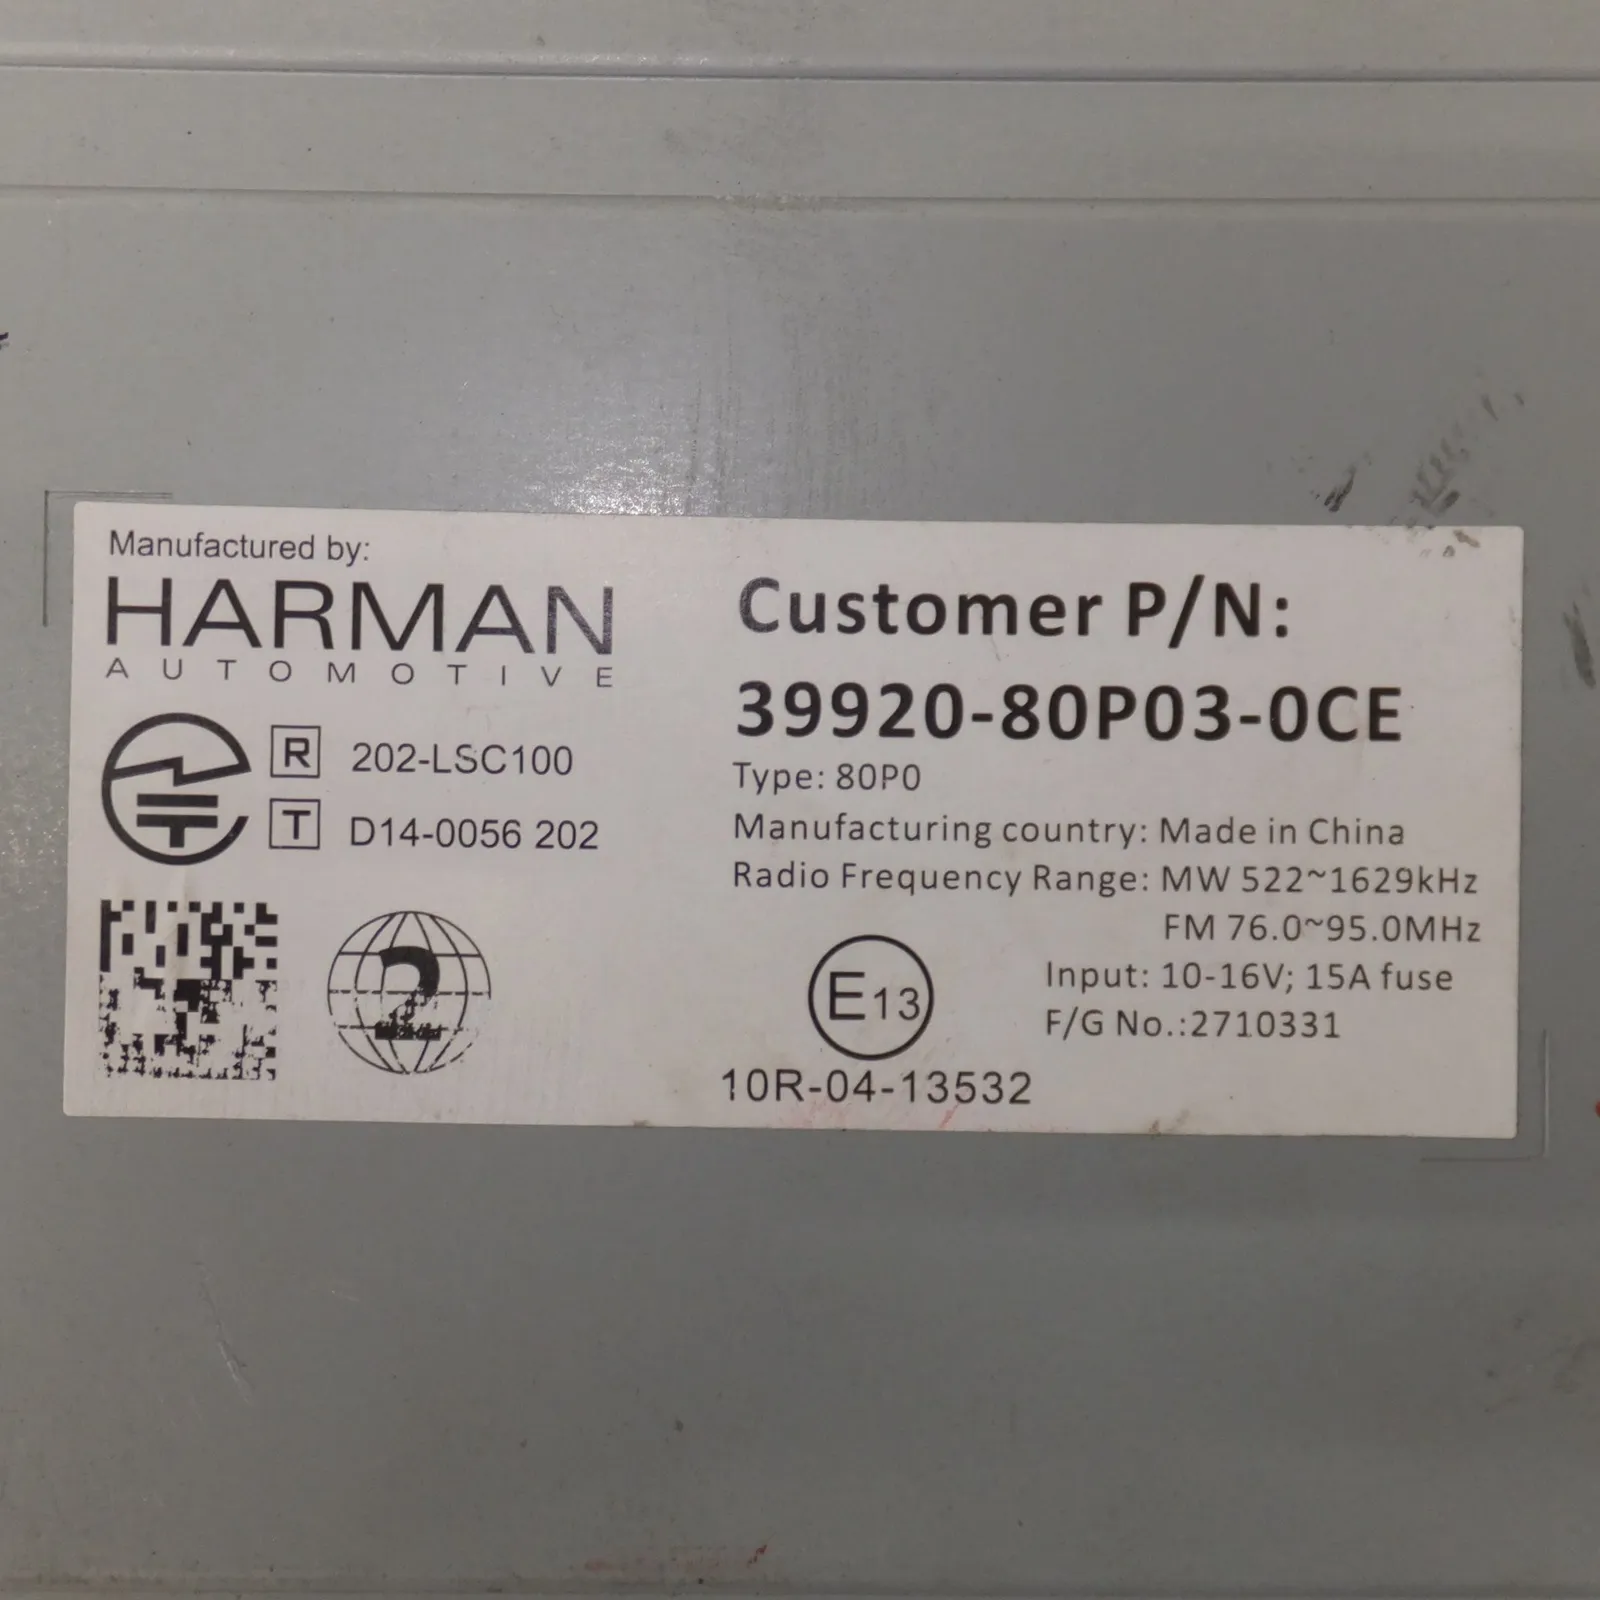 Manufactured by:
HARMAN
AUTOMOTIVE
R 202-LSC100
T D14-0056 202
2
Customer P/N:
39920-80P03-0CE
Type: 80P0
Manufacturing country: Made in China
Radio Frequency Range: MW 522~1629kHz
FM 76.0~95.0MHz
Input: 10-16V; 15A fuse
F/G No.:2710331
E13
10R-04-13532